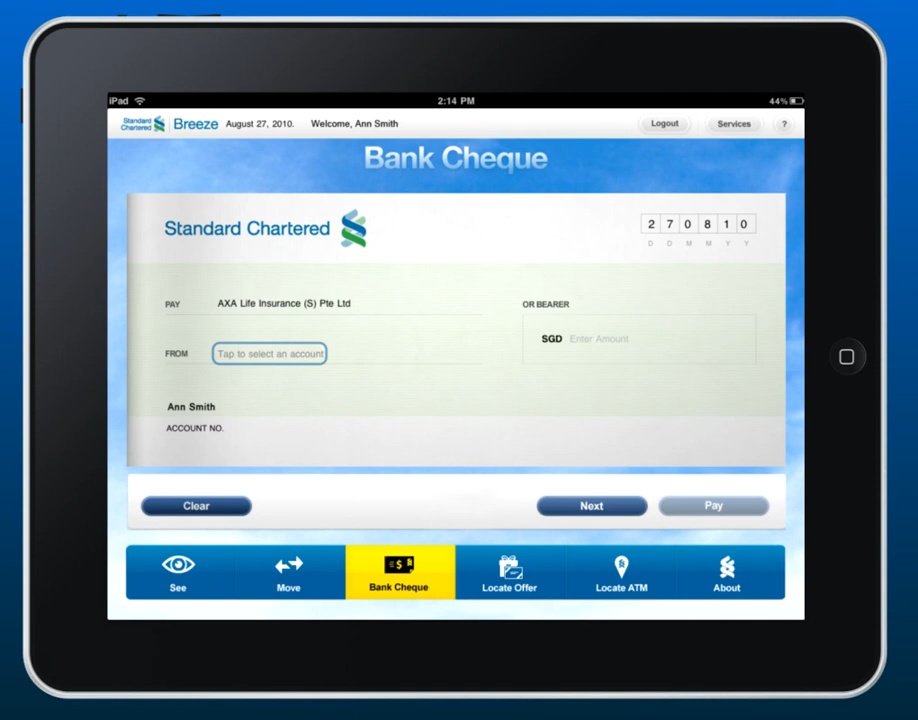 iPad 2:14 PM 44%
Standard Chartered Breeze August 27, 2010. Welcome, Ann Smith Logout Services ?
Bank Cheque
Standard Chartered 2 7 0 8 1 0
D D M M Y Y
PAY AXA Life Insurance (S) Pte Ltd OR BEARER
SGD Enter Amount
FROM Tap to select an account
Ann Smith
ACCOUNT NO.
Clear Next Pay
$
See Move Bank Cheque Locate Offer Locate ATM About